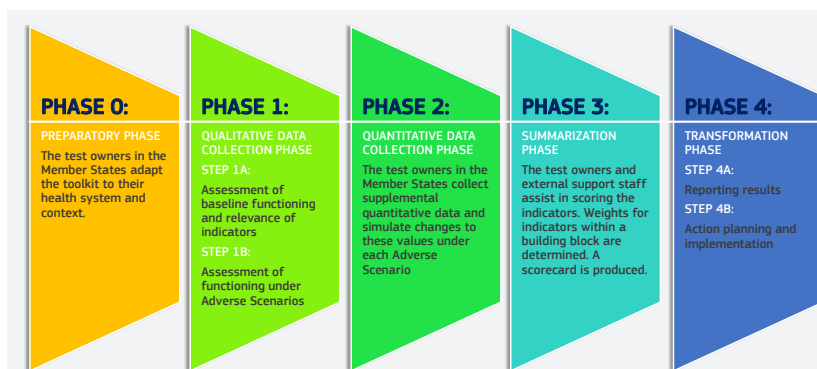 PHASE 0:
PREPARATORY PHASE
The test owners in the
Member States adapt
the toolkit to their
health system and
context.
PHASE 1:
QUALITATIVE DATA
COLLECTION PHASE
STEP 1A:
Assessment of
baseline functioning
and relevance of
indicators
STEP 1B:
Assessment of
functioning under
Adverse Scenarios
PHASE 2:
QUANTITATIVE DATA
COLLECTION PHASE
The test owners in the
Member States collect
supplemental
quantitative data and
simulate changes to
these values under
each Adverse
Scenario
PHASE 3:
SUMMARIZATION
PHASE
The test owners and
external support staff
assist in scoring the
indicators. Weights for
indicators within a
building block are
determined. A
scorecard is produced.
PHASE 4:
TRANSFORMATION
PHASE
STEP 4A:
Reporting results
STEP 4B:
Action planning and
implementation